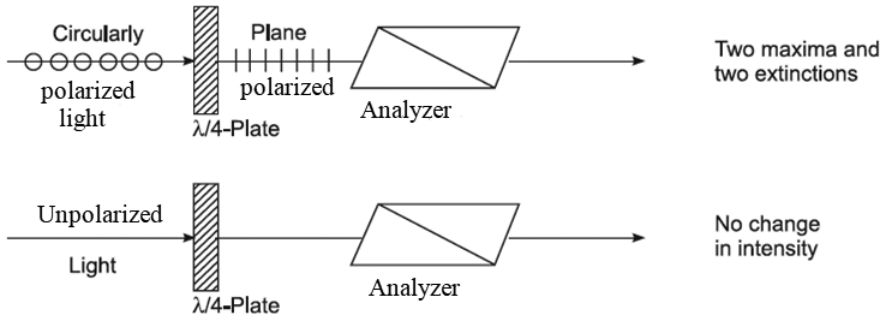 Circularly
polarized
light
λ/4-Plate
Plane
polarized
Analyzer
Two maxima and
two extinctions
Unpolarized
Light
λ/4-Plate
Analyzer
No change
in intensity